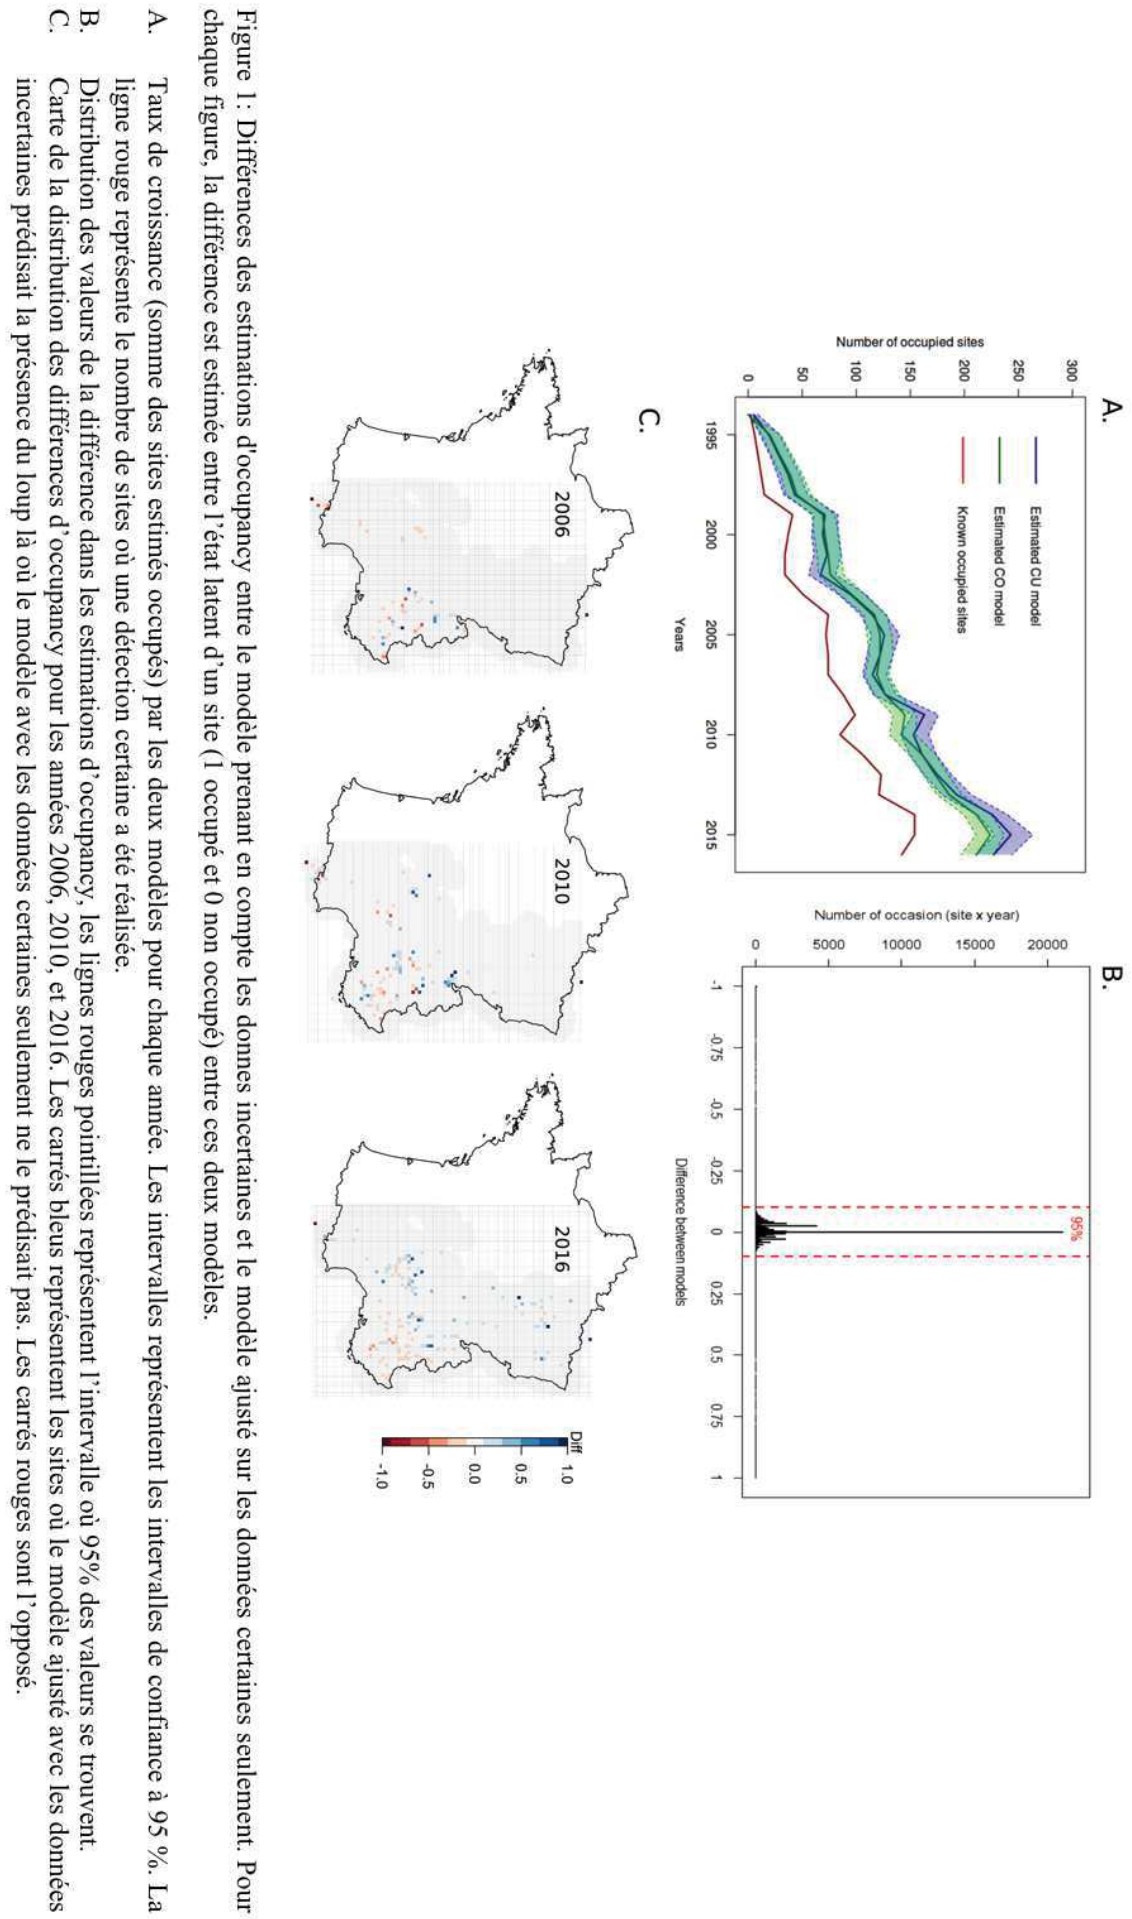 A.
Number of occupied sites
300
250
200
150
100
50
0
Estimated CU model
Estimated CO model
Known occupied sites
1995
2000
2005
2010
2015
Years
B.
Number of occasion (site x year)
20000
15000
10000
5000
0
95%
-1
-0.75
-0.5
-0.25
0
0.25
0.5
0.75
1
Difference between models
C.
2006
2010
2016
Diff
1.0
0.5
0.0
-0.5
-1.0
Figure 1: Différences des estimations d'occupancy entre le modèle prenant en compte les donnes incertaines et le modèle ajusté sur les données certaines seulement. Pour
chaque figure, la différence est estimée entre l'état latent d'un site (1 occupé et 0 non occupé) entre ces deux modèles.
A. Taux de croissance (somme des sites estimés occupés) par les deux modèles pour chaque année. Les intervalles représentent les intervalles de confiance à 95 %. La
ligne rouge représente le nombre de sites où une détection certaine a été réalisée.
B. Distribution des valeurs de la différence dans les estimations d'occupancy, les lignes rouges pointillées représentent l'intervalle où 95% des valeurs se trouvent.
C. Carte de la distribution des différences d'occupancy pour les années 2006, 2010, et 2016. Les carrés bleus représentent les sites où le modèle ajusté avec les données
incertaines prédisait la présence du loup là où le modèle avec les données certaines seulement ne le prédisait pas. Les carrés rouges sont l'opposé.